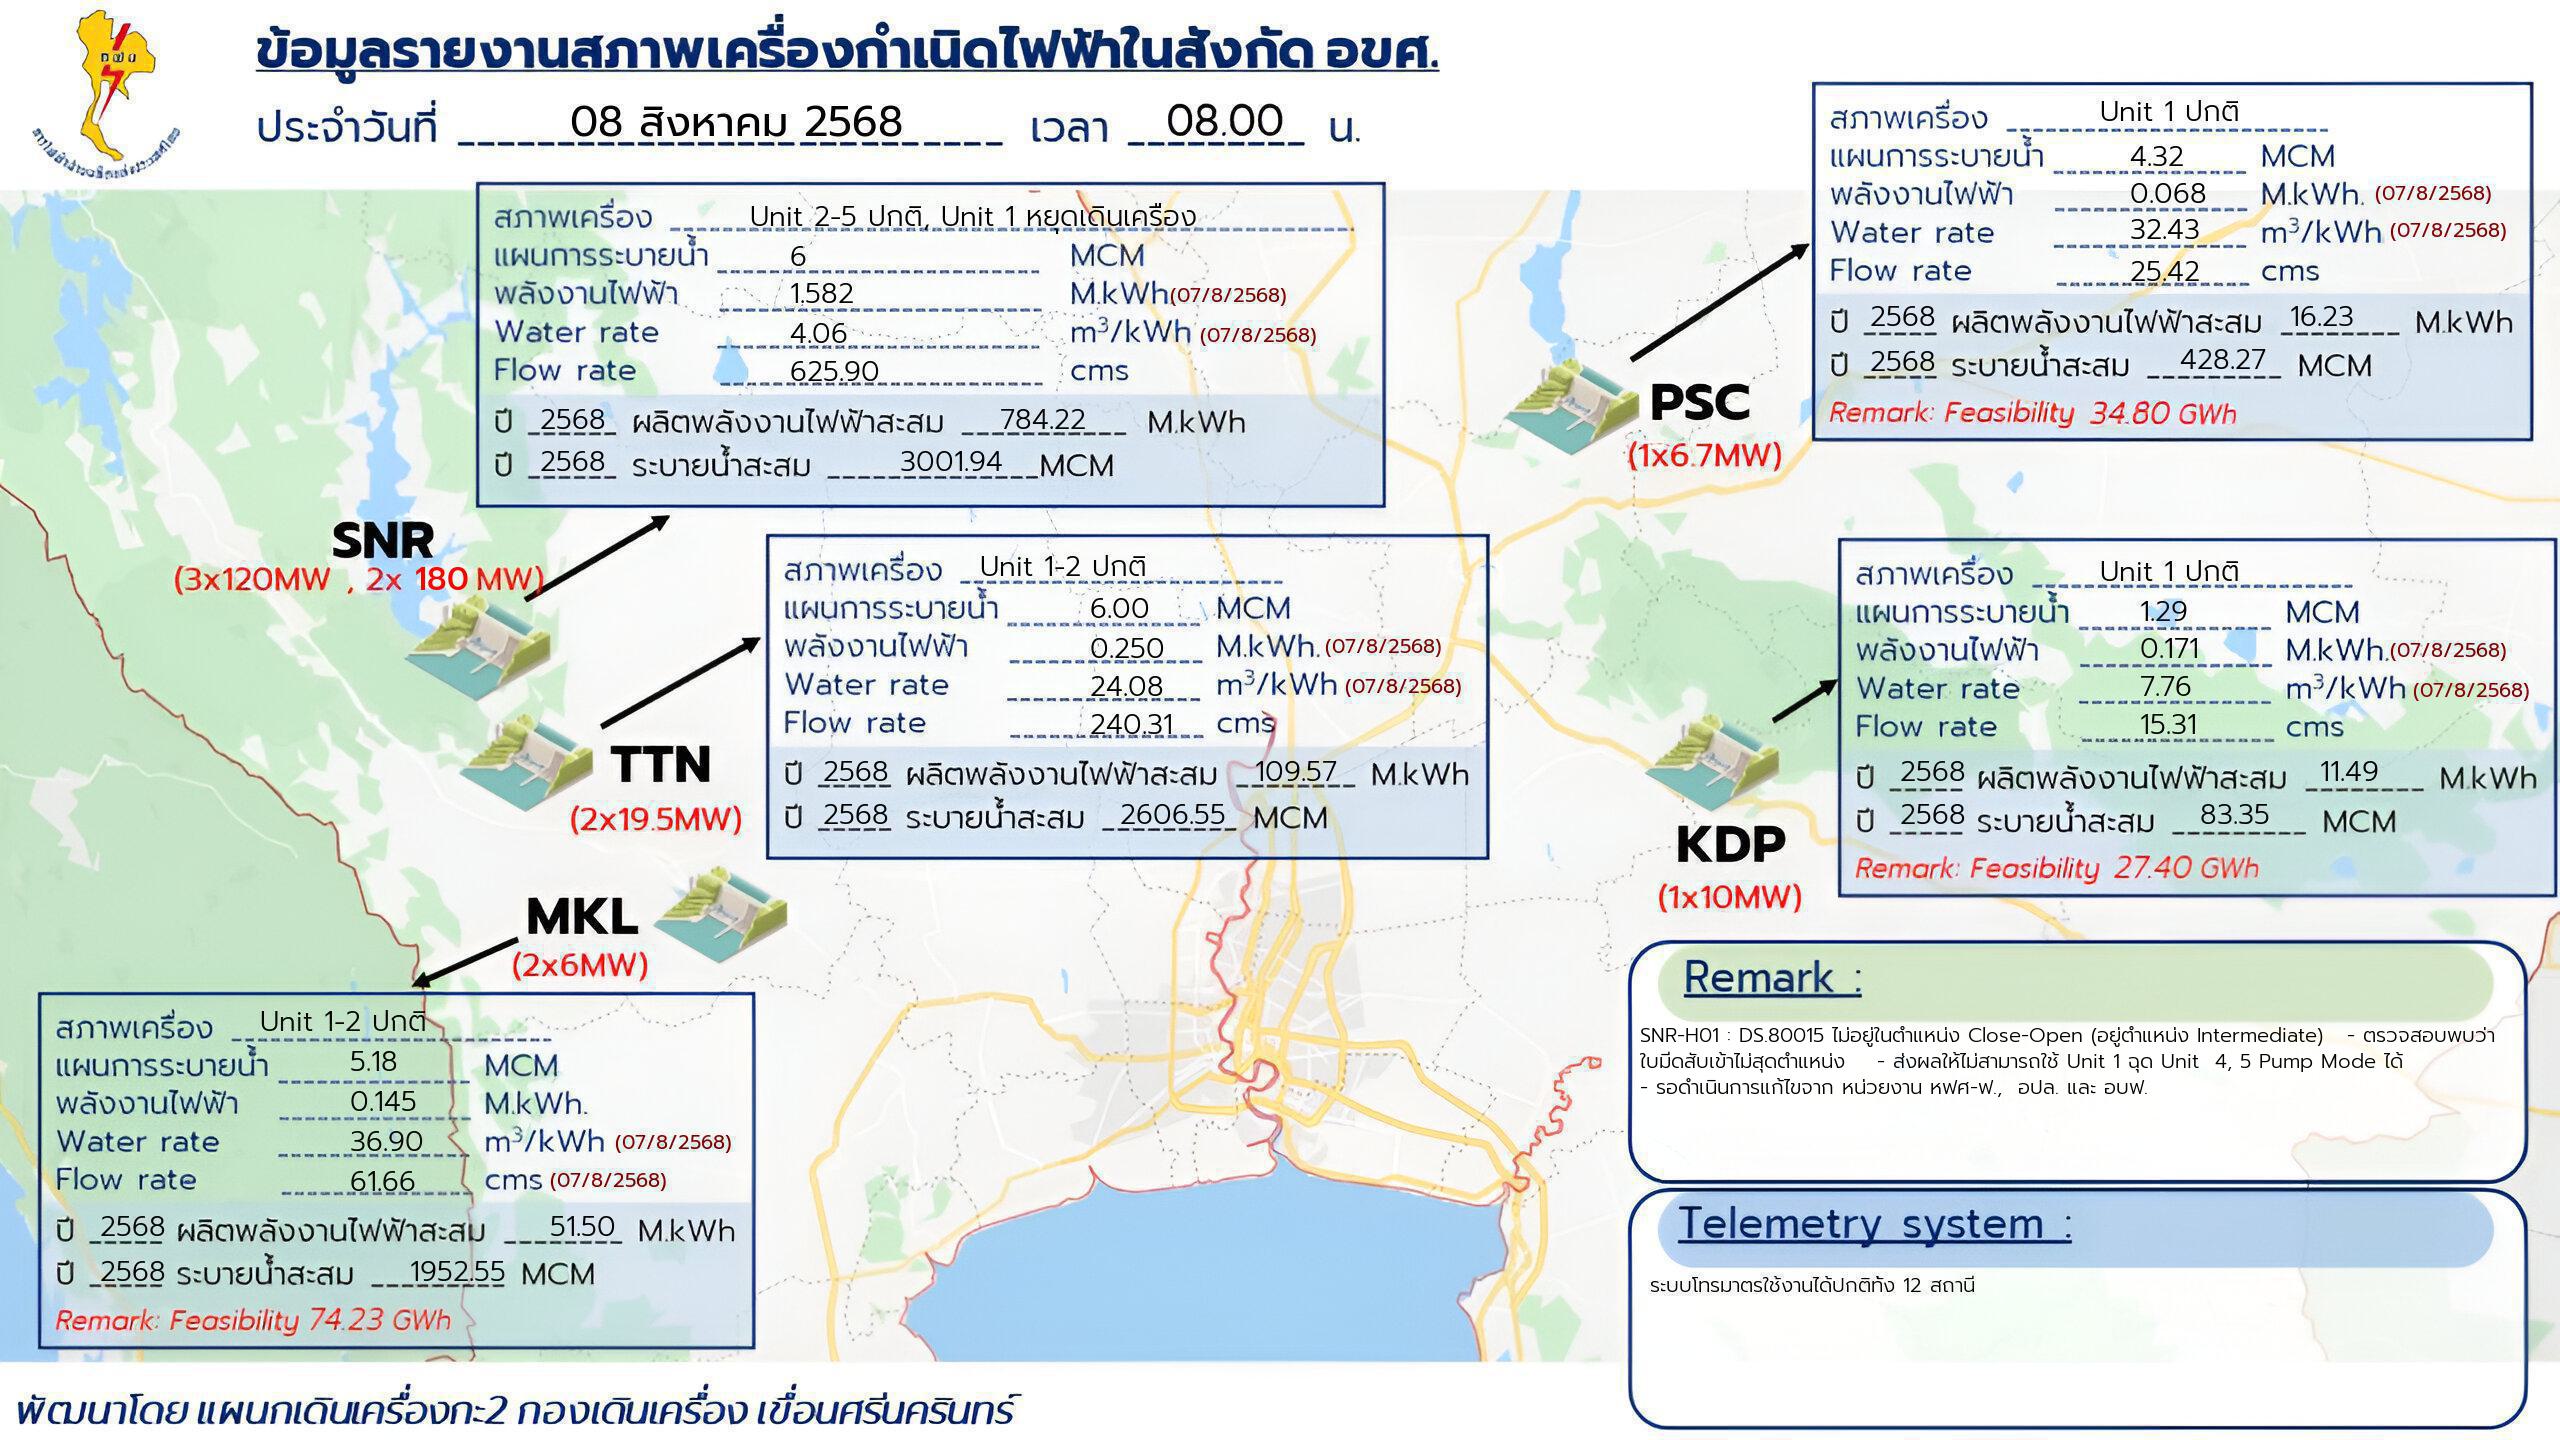 กฟผ
การไฟฟ้าฝ่ายผลิตแห่งประเทศไทย
ข้อมูลรายงานสภาพเครื่องกำเนิดไฟฟ้าในสังกัด อขศ.
ประจำวันที่ 08 สิงหาคม 2568 เวลา 08.00 น.
สภาพเครื่อง Unit 2-5 ปกติ, Unit 1 หยุดเดินเครื่อง
แผนการระบายน้ำ 6 MCM
พลังงานไฟฟ้า 1.582 M.kWh(07/8/2568)
Water rate 4.06 m³/kWh (07/8/2568)
Flow rate 625.90 cms
ปี 2568 ผลิตพลังงานไฟฟ้าสะสม 784.22 M.kWh
ปี 2568 ระบายน้ำสะสม 3001.94 MCM
SNR
(3x120MW , 2x 180 MW)
สภาพเครื่อง Unit 1-2 ปกติ
แผนการระบายน้ำ 6.00 MCM
พลังงานไฟฟ้า 0.250 M.kWh. (07/8/2568)
Water rate 24.08 m³/kWh (07/8/2568)
Flow rate 240.31 cms
ปี 2568 ผลิตพลังงานไฟฟ้าสะสม 109.57 M.kWh
ปี 2568 ระบายน้ำสะสม 2606.55 MCM
TTN
(2x19.5MW)
MKL
(2x6MW)
สภาพเครื่อง Unit 1-2 ปกติ
แผนการระบายน้ำ 5.18 MCM
พลังงานไฟฟ้า 0.145 M.kWh.
Water rate 36.90 m³/kWh (07/8/2568)
Flow rate 61.66 cms (07/8/2568)
ปี 2568 ผลิตพลังงานไฟฟ้าสะสม 51.50 M.kWh
ปี 2568 ระบายน้ำสะสม 1952.55 MCM
Remark: Feasibility 74.23 GWh
สภาพเครื่อง Unit 1 ปกติ
แผนการระบายน้ำ 4.32 MCM
พลังงานไฟฟ้า 0.068 M.kWh. (07/8/2568)
Water rate 32.43 m³/kWh (07/8/2568)
Flow rate 25.42 cms
ปี 2568 ผลิตพลังงานไฟฟ้าสะสม 16.23 M.kWh
ปี 2568 ระบายน้ำสะสม 428.27 MCM
Remark: Feasibility 34.80 GWh
PSC
(1x6.7MW)
สภาพเครื่อง Unit 1 ปกติ
แผนการระบายน้ำ 1.29 MCM
พลังงานไฟฟ้า 0.171 M.kWh.(07/8/2568)
Water rate 7.76 m³/kWh (07/8/2568)
Flow rate 15.31 cms
ปี 2568 ผลิตพลังงานไฟฟ้าสะสม 11.49 M.kWh
ปี 2568 ระบายน้ำสะสม 83.35 MCM
Remark: Feasibility 27.40 GWh
KDP
(1x10MW)
Remark :
SNR-H01 : DS.80015 ไม่อยู่ในตำแหน่ง Close-Open (อยู่ตำแหน่ง Intermediate) - ตรวจสอบพบว่า
ใบมีดสับเข้าไม่สุดตำแหน่ง - ส่งผลให้ไม่สามารถใช้ Unit 1 ฉุด Unit 4, 5 Pump Mode ได้
- รอดำเนินการแก้ไขจาก หน่วยงาน หฟศ-ฟ., อปล. และ อบฟ.
Telemetry system :
ระบบโทรมาตรใช้งานได้ปกติทัง 12 สถานี
พัฒนาโดย แผนกเดินเครื่องกะ2 กองเดินเครื่อง เขื่อนศรีนครินทร์